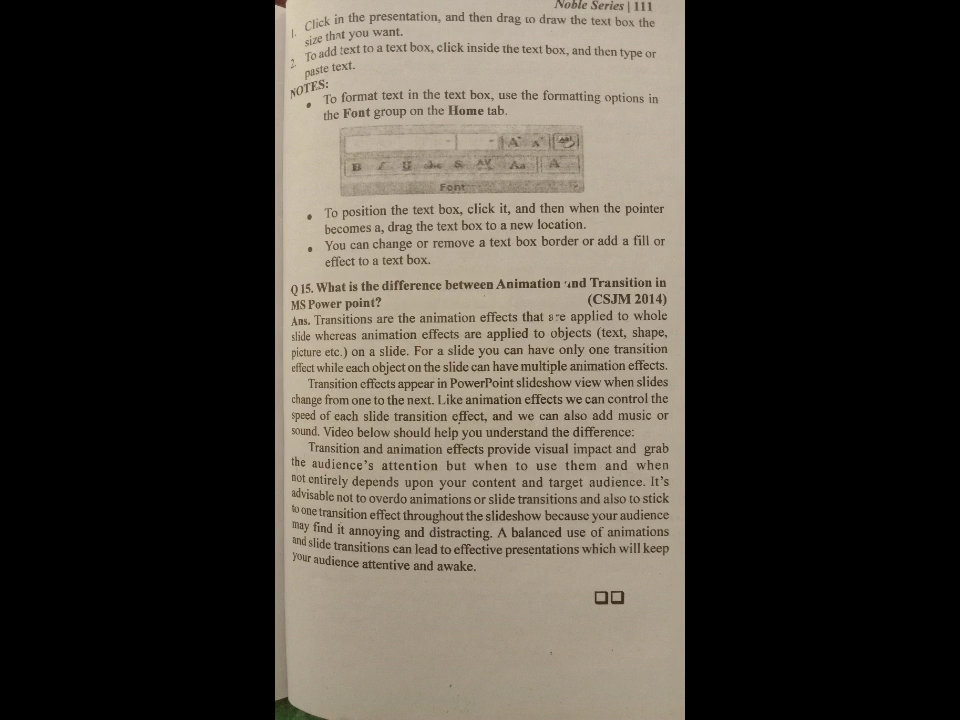 Noble Series | 111
1. Click in the presentation, and then drag to draw the text box the
size that you want.
2. To add text to a text box, click inside the text box, and then type or
paste text.
NOTES:
• To format text in the text box, use the formatting options in
the Font group on the Home tab.
A A
B I U abc S AV Aa A
Font
• To position the text box, click it, and then when the pointer
becomes a, drag the text box to a new location.
• You can change or remove a text box border or add a fill or
effect to a text box.
Q 15. What is the difference between Animation and Transition in
MS Power point? (CSJM 2014)
Ans. Transitions are the animation effects that are applied to whole
slide whereas animation effects are applied to objects (text, shape,
picture etc.) on a slide. For a slide you can have only one transition
effect while each object on the slide can have multiple animation effects.
Transition effects appear in PowerPoint slideshow view when slides
change from one to the next. Like animation effects we can control the
speed of each slide transition effect, and we can also add music or
sound. Video below should help you understand the difference:
Transition and animation effects provide visual impact and grab
the audience's attention but when to use them and when
not entirely depends upon your content and target audience. It's
advisable not to overdo animations or slide transitions and also to stick
to one transition effect throughout the slideshow because your audience
may find it annoying and distracting. A balanced use of animations
and slide transitions can lead to effective presentations which will keep
your audience attentive and awake.